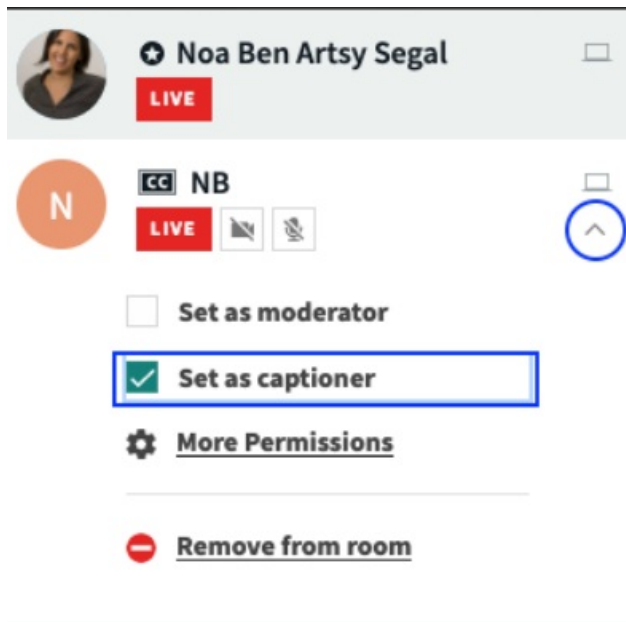 Noa Ben Artsy Segal
LIVE
N
CC NB
LIVE
Set as moderator
Set as captioner
More Permissions
Remove from room